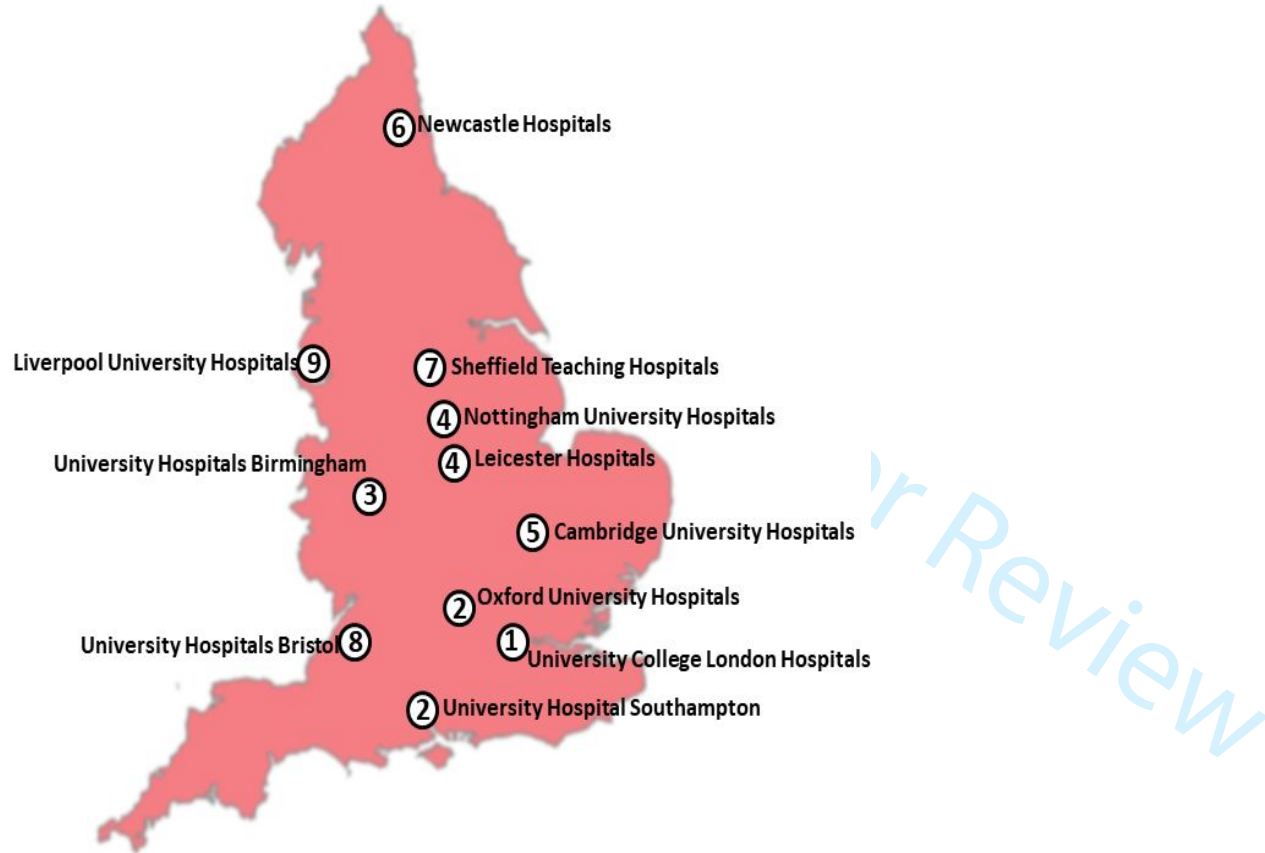 6 Newcastle Hospitals
Liverpool University Hospitals 9
7 Sheffield Teaching Hospitals
4 Nottingham University Hospitals
4 Leicester Hospitals
University Hospitals Birmingham
3
5 Cambridge University Hospitals
2 Oxford University Hospitals
University Hospitals Bristol 8
1
University College London Hospitals
2 University Hospital Southampton
Review